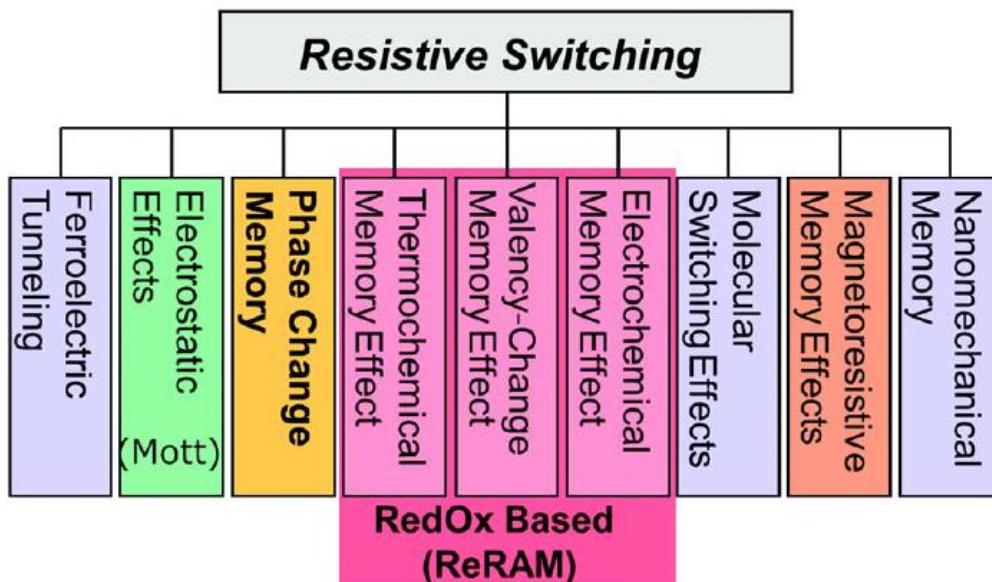 Resistive Switching
Ferroelectric
Tunneling
Electrostatic
Effects
(Mott)
Phase Change
Memory
Thermochemical
Memory Effect
Valency-Change
Memory Effect
Electrochemical
Memory Effect
Molecular
Switching Effects
Magnetoresistive
Memory Effects
Nanomechanical
Memory
RedOx Based
(ReRAM)